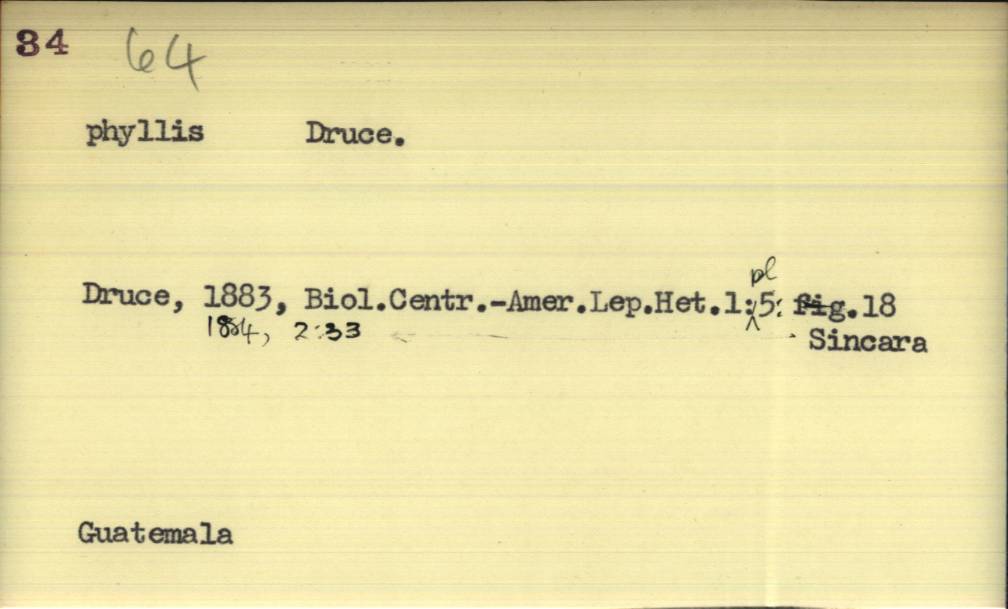 84 64
phyllis Druce.
pl
Druce, 1883, Biol.Centr.-Amer.Lep.Het.1:5: fig.18
1884, 2:33
Sincara
Guatemala